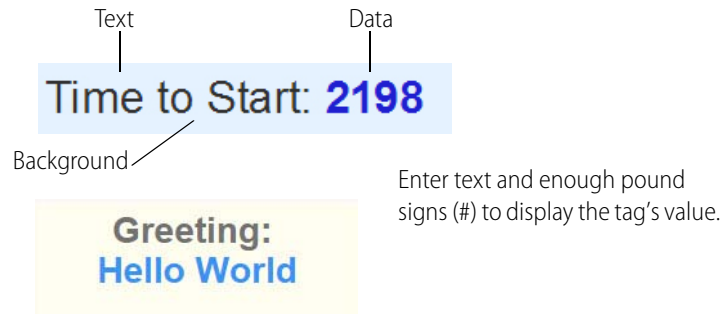 Text Data
Time to Start: 2198
Background
Enter text and enough pound
signs (#) to display the tag’s value.
Greeting:
Hello World